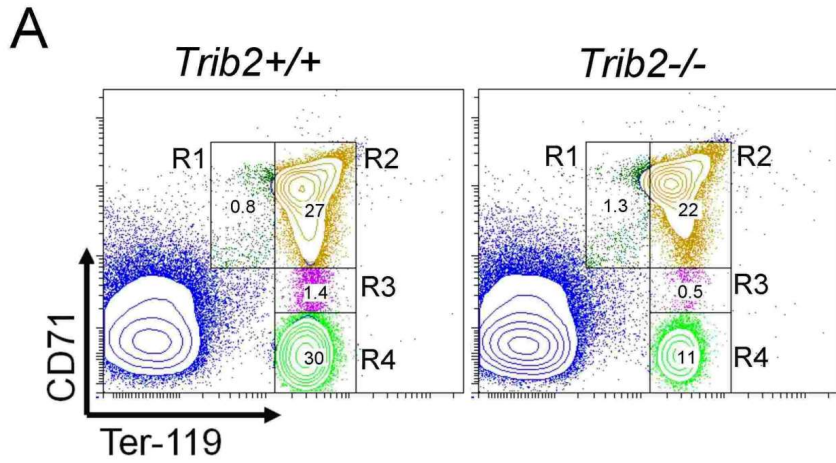 A
Trib2+/+ Trib2-/-
R1 R2 R1 R2
0.8 27 1.3 22
1.4 R3 0.5 R3
30 R4 11 R4
CD71
Ter-119